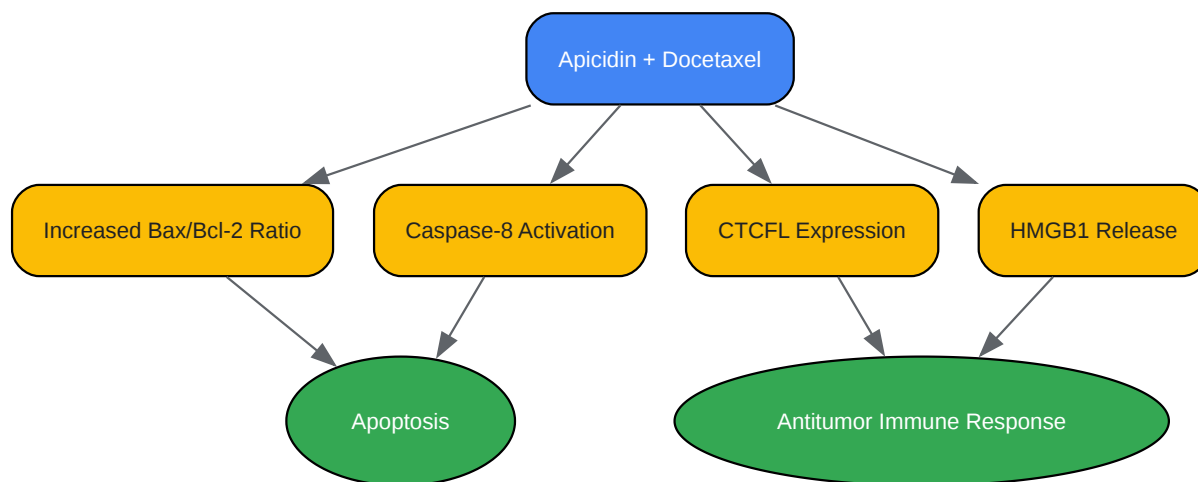 Apicidin + Docetaxel
Increased Bax/Bcl-2 Ratio
Caspase-8 Activation
CTCFL Expression
HMGB1 Release
Apoptosis
Antitumor Immune Response